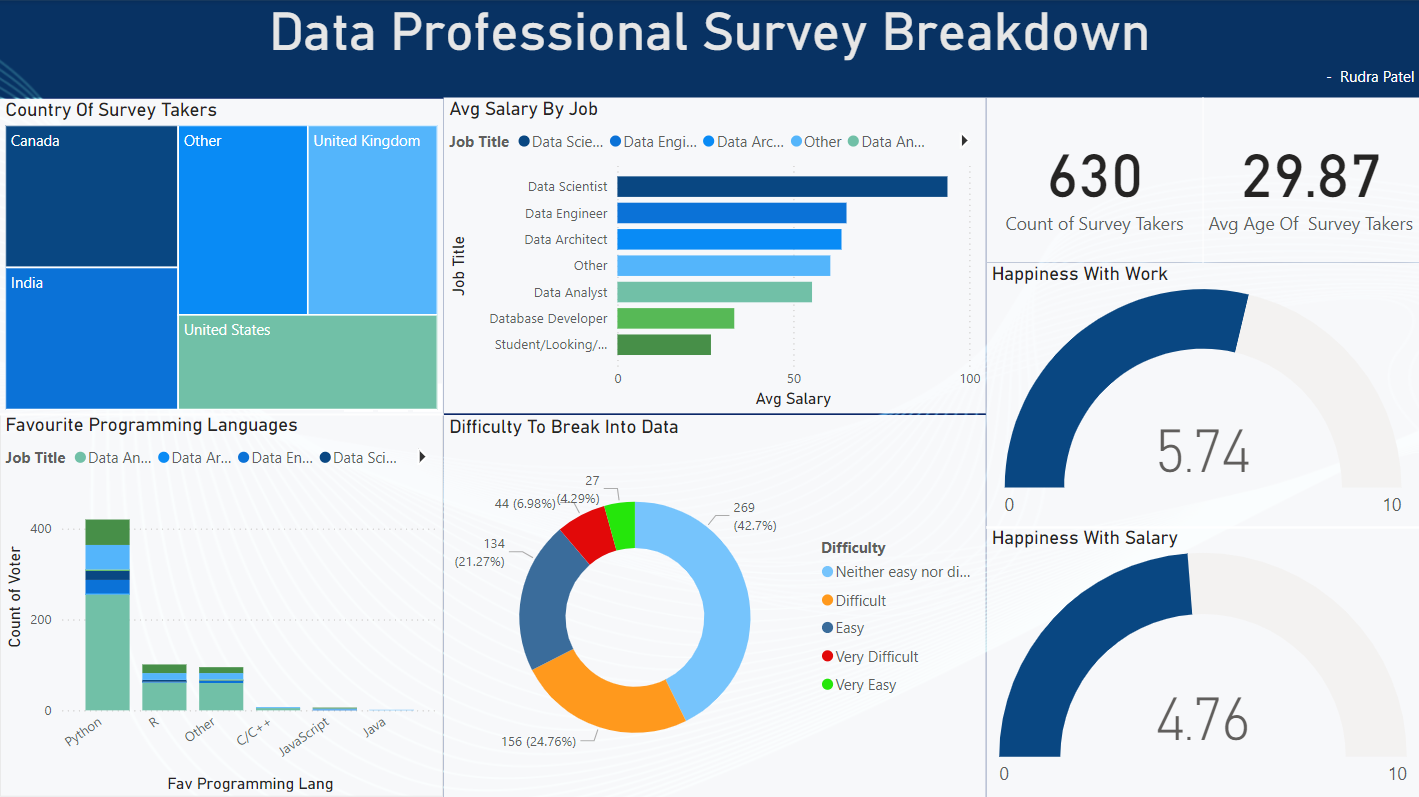 Data Professional Survey Breakdown
- Rudra Patel
Country Of Survey Takers
Canada
Other
United Kingdom
India
United States
Avg Salary By Job
Job Title
Data Scie...
Data Engi...
Data Arc...
Other
Data An...
Job Title
Data Scientist
Data Engineer
Data Architect
Other
Data Analyst
Database Developer
Student/Looking/...
0
50
100
Avg Salary
630
Count of Survey Takers
29.87
Avg Age Of Survey Takers
Happiness With Work
5.74
0
10
Favourite Programming Languages
Job Title
Data An...
Data Ar...
Data En...
Data Sci...
Count of Voter
400
200
0
Python
R
Other
C/C++
JavaScript
Java
Fav Programming Lang
Difficulty To Break Into Data
27
(4.29%)
44 (6.98%)
269
(42.7%)
134
(21.27%)
156 (24.76%)
Difficulty
Neither easy nor di...
Difficult
Easy
Very Difficult
Very Easy
Happiness With Salary
4.76
0
10